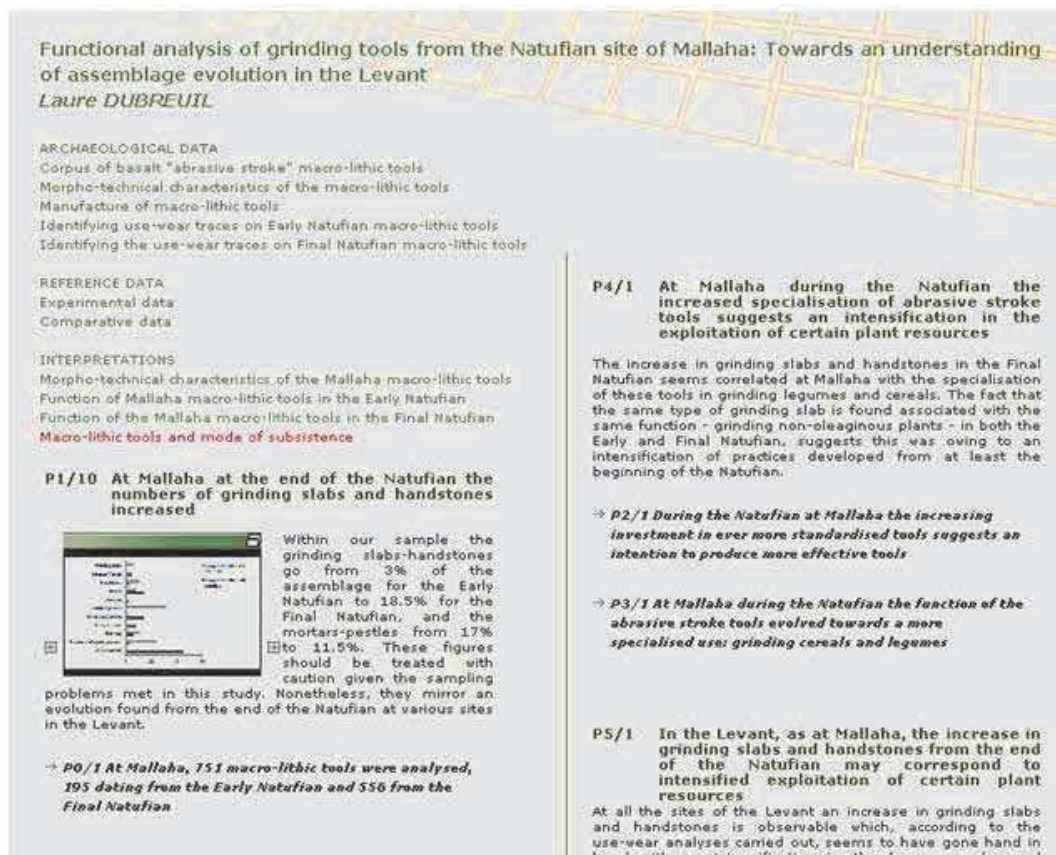 Functional analysis of grinding tools from the Natufian site of Mallaha: Towards an understanding
of assemblage evolution in the Levant
Laure DUBREUIL
ARCHAEOLOGICAL DATA
Corpus of basalt "abrasive stroke" macro-lithic tools
Morpho-technical characteristics of the macro-lithic tools
Manufacture of macro-lithic tools
Identifying use-wear traces on Early Natufian macro-lithic tools
Identifying the use-wear traces on Final Natufian macro-lithic tools
REFERENCE DATA
Experimental data
Comparative data
INTERPRETATIONS
Morpho-technical characteristics of the Mallaha macro-lithic tools
Function of Mallaha macro-lithic tools in the Early Natufian
Function of the Mallaha macro-lithic tools in the Final Natufian
Macro-lithic tools and mode of subsistence
P1/10 At Mallaha at the end of the Natufian the
numbers of grinding slabs and handstones
increased
Within our sample the
grinding slabs-handstones
go from 3% of the
assemblage for the Early
Natufian to 18.5% for the
Final Natufian, and the
mortars-pestles from 17%
to 11.5%. These figures
should be treated with
caution given the sampling
problems met in this study. Nonetheless, they mirror an
evolution found from the end of the Natufian at various sites
in the Levant.
→ P0/1 At Mallaha, 751 macro-lithic tools were analysed,
195 dating from the Early Natufian and 556 from the
Final Natufian
P4/1 At Mallaha during the Natufian the
increased specialisation of abrasive stroke
tools suggests an intensification in the
exploitation of certain plant resources
The increase in grinding slabs and handstones in the Final
Natufian seems correlated at Mallaha with the specialisation
of these tools in grinding legumes and cereals. The fact that
the same type of grinding slab is found associated with the
same function - grinding non-oleaginous plants - in both the
Early and Final Natufian, suggests this was owing to an
intensification of practices developed from at least the
beginning of the Natufian.
→ P2/1 During the Natufian at Mallaha the increasing
investment in ever more standardised tools suggests an
intention to produce more effective tools
→ P3/1 At Mallaha during the Natufian the function of the
abrasive stroke tools evolved towards a more
specialised use: grinding cereals and legumes
P5/1 In the Levant, as at Mallaha, the increase in
grinding slabs and handstones from the end
of the Natufian may correspond to
intensified exploitation of certain plant
resources
At all the sites of the Levant an increase in grinding slabs
and handstones is observable which, according to the
use-wear analyses carried out, seems to have gone hand in